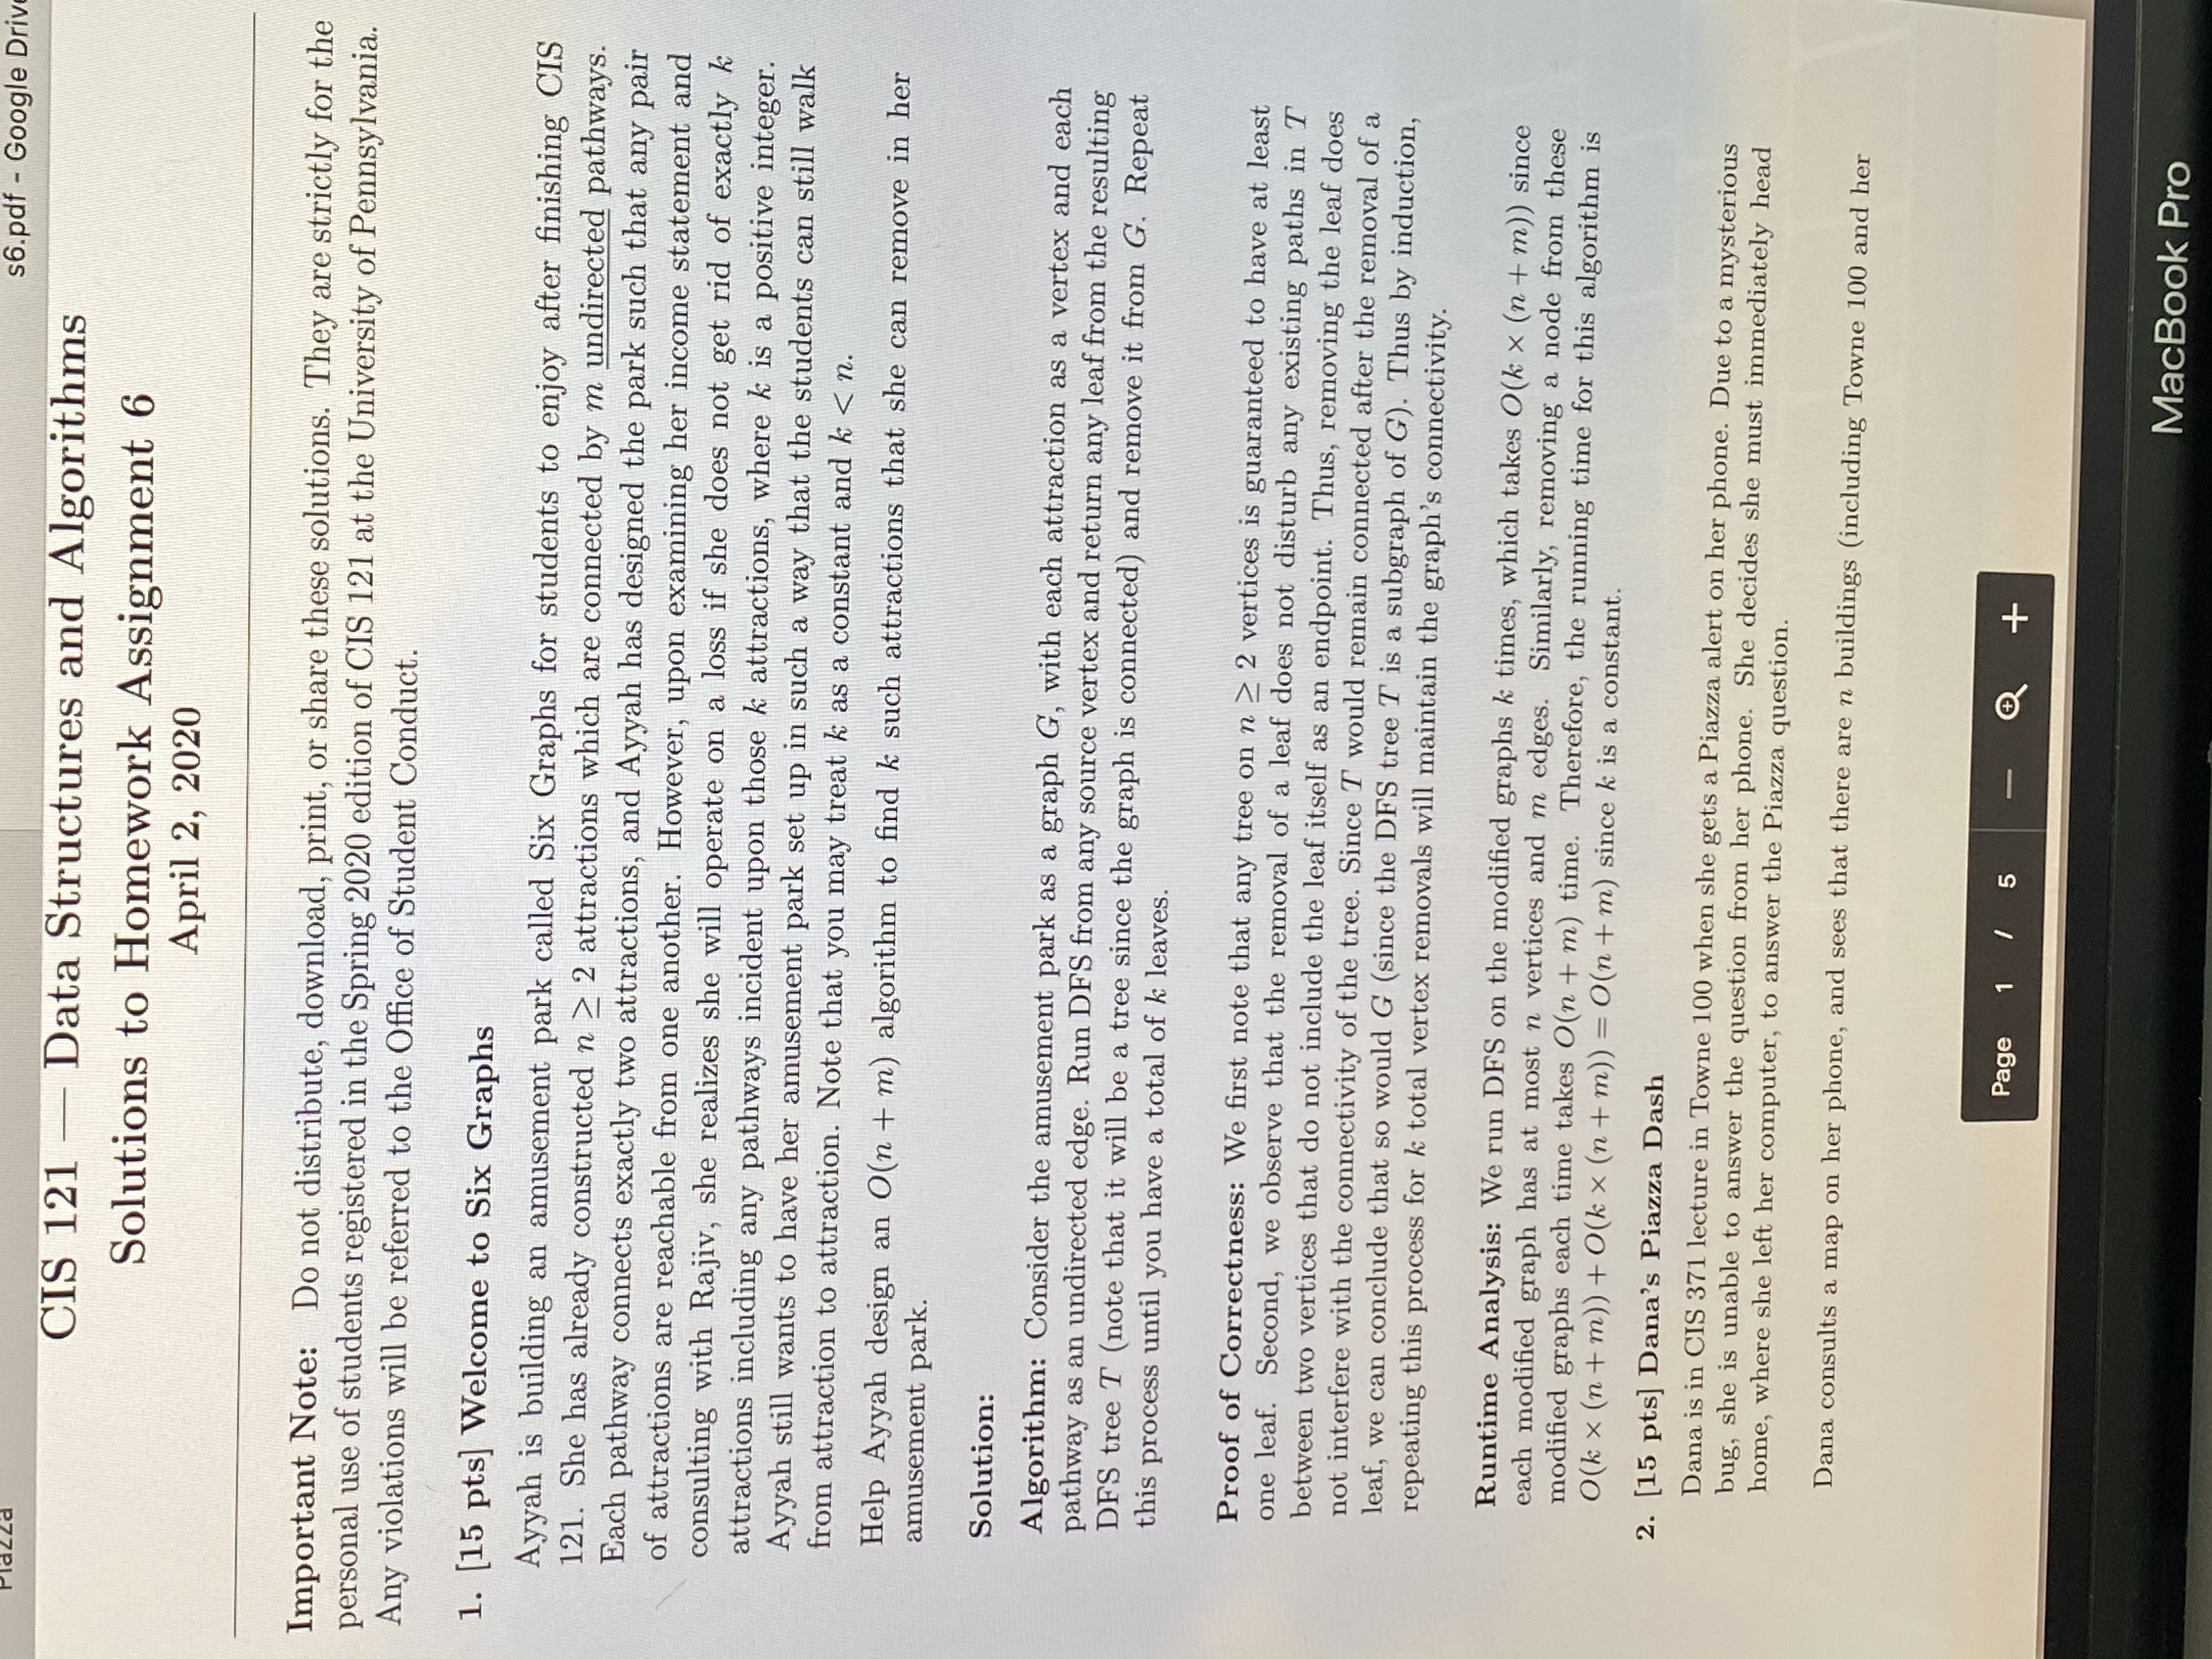 Piazza
s6.pdf - Google Drive
CIS 121 — Data Structures and Algorithms
Solutions to Homework Assignment 6
April 2, 2020
Important Note: Do not distribute, download, print, or share these solutions. They are strictly for the
personal use of students registered in the Spring 2020 edition of CIS 121 at the University of Pennsylvania.
Any violations will be referred to the Office of Student Conduct.
1. [15 pts] Welcome to Six Graphs
Ayyah is building an amusement park called Six Graphs for students to enjoy after finishing CIS
121. She has already constructed n ≥ 2 attractions which are connected by m undirected pathways.
Each pathway connects exactly two attractions, and Ayyah has designed the park such that any pair
of attractions are reachable from one another. However, upon examining her income statement and
consulting with Rajiv, she realizes she will operate on a loss if she does not get rid of exactly k
attractions including any pathways incident upon those k attractions, where k is a positive integer.
Ayyah still wants to have her amusement park set up in such a way that the students can still walk
from attraction to attraction. Note that you may treat k as a constant and k < n.
Help Ayyah design an O(n + m) algorithm to find k such attractions that she can remove in her
amusement park.
Solution:
Algorithm: Consider the amusement park as a graph G, with each attraction as a vertex and each
pathway as an undirected edge. Run DFS from any source vertex and return any leaf from the resulting
DFS tree T (note that it will be a tree since the graph is connected) and remove it from G. Repeat
this process until you have a total of k leaves.
Proof of Correctness: We first note that any tree on n ≥ 2 vertices is guaranteed to have at least
one leaf. Second, we observe that the removal of a leaf does not disturb any existing paths in T
between two vertices that do not include the leaf itself as an endpoint. Thus, removing the leaf does
not interfere with the connectivity of the tree. Since T would remain connected after the removal of a
leaf, we can conclude that so would G (since the DFS tree T is a subgraph of G). Thus by induction,
repeating this process for k total vertex removals will maintain the graph's connectivity.
Runtime Analysis: We run DFS on the modified graphs k times, which takes O(k × (n + m)) since
each modified graph has at most n vertices and m edges. Similarly, removing a node from these
modified graphs each time takes O(n + m) time. Therefore, the running time for this algorithm is
O(k × (n + m)) + O(k × (n + m)) = O(n + m) since k is a constant.
2. [15 pts] Dana's Piazza Dash
Dana is in CIS 371 lecture in Towne 100 when she gets a Piazza alert on her phone. Due to a mysterious
bug, she is unable to answer the question from her phone. She decides she must immediately head
home, where she left her computer, to answer the Piazza question.
Dana consults a map on her phone, and sees that there are n buildings (including Towne 100 and her
Page 1 / 5
MacBook Pro